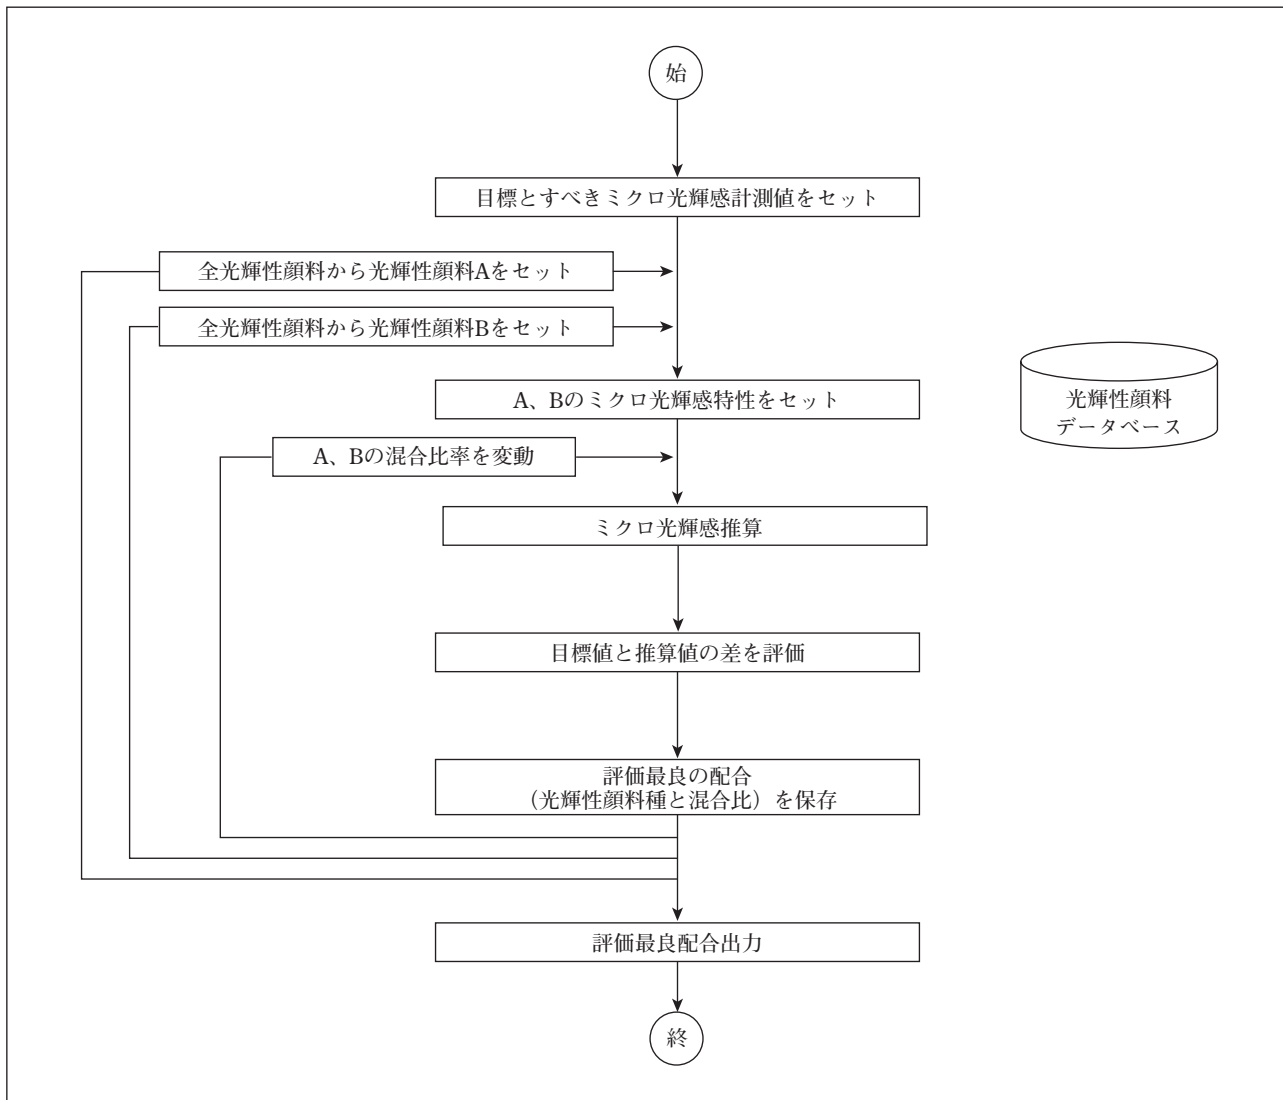 始
目標とすべきミクロ光輝感計測値をセット
全光輝性顔料から光輝性顔料Aをセット
全光輝性顔料から光輝性顔料Bをセット
光輝性顔料
データベース
A、Bのミクロ光輝感特性をセット
A、Bの混合比率を変動
ミクロ光輝感推算
目標値と推算値の差を評価
評価最良の配合
（光輝性顔料種と混合比）を保存
評価最良配合出力
終